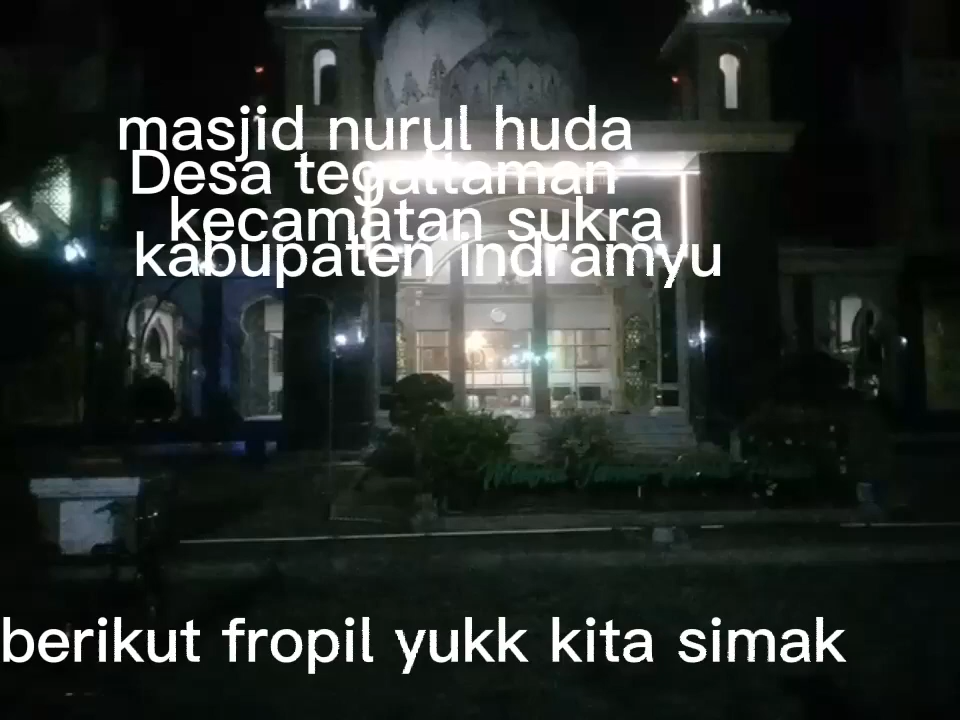 masjid nurul huda
Desa tegaltaman
kecamatan sukra
kabupaten indramyu
berikut fropil yukk kita simak